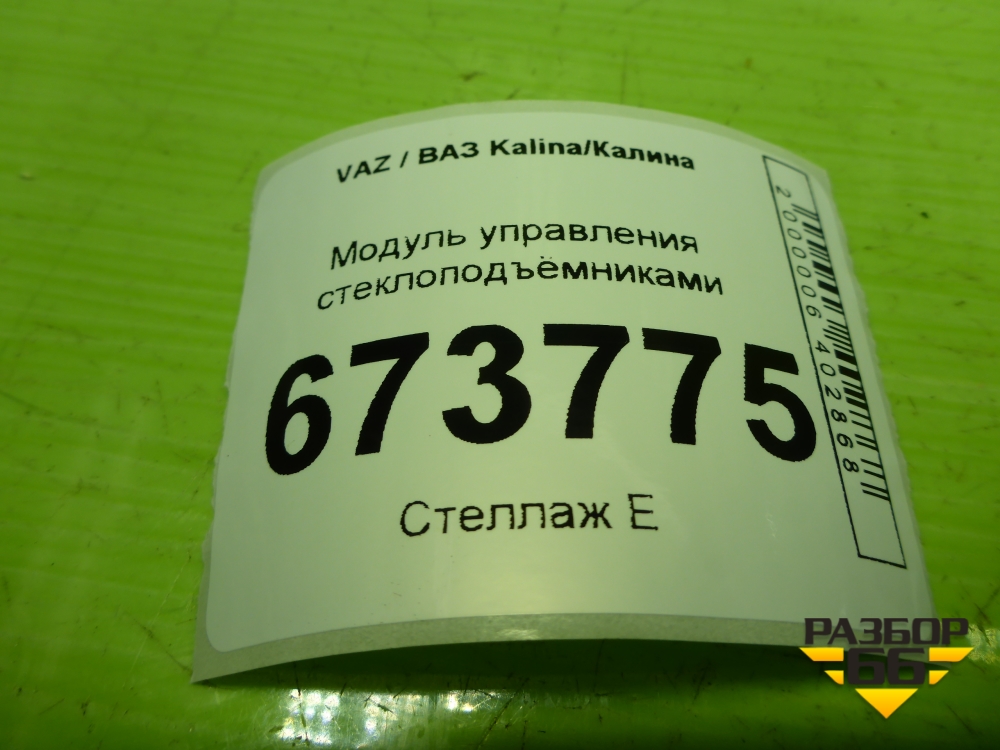 VAZ / ВАЗ Kalina/Калина
Модуль управления
стеклоподъёмниками
673775
Стеллаж Е
2000006402868
РАЗБОР
66